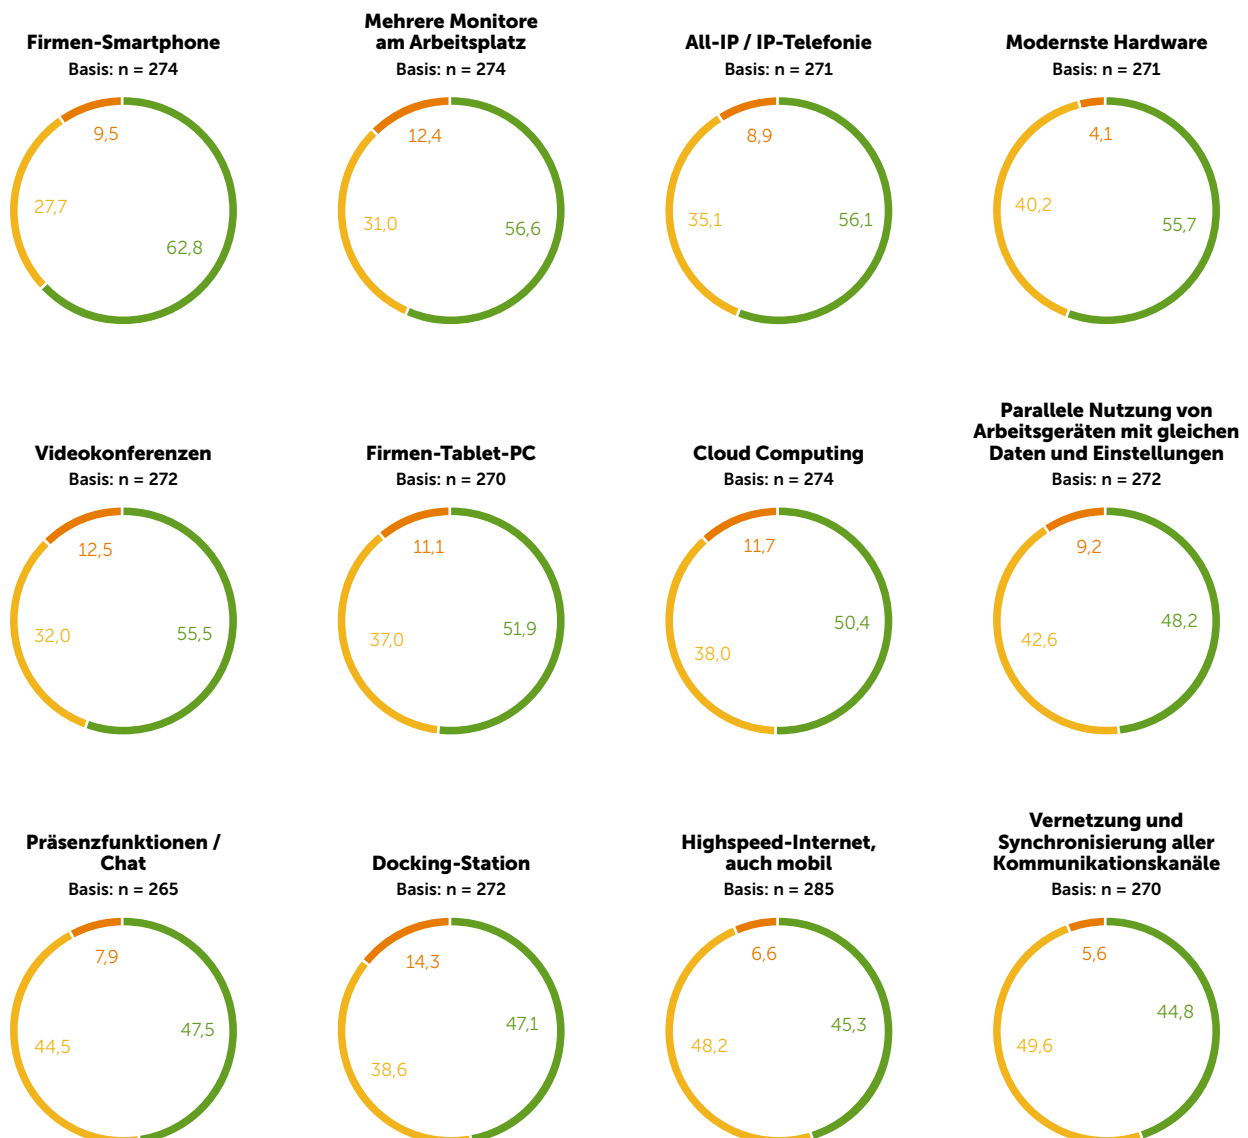 Firmen-Smartphone
Basis: n = 274
9,5
27,7
62,8
Mehrere Monitore
am Arbeitsplatz
Basis: n = 274
12,4
31,0
56,6
All-IP / IP-Telefonie
Basis: n = 271
8,9
35,1
56,1
Modernste Hardware
Basis: n = 271
4,1
40,2
55,7
Videokonferenzen
Basis: n = 272
12,5
32,0
55,5
Firmen-Tablet-PC
Basis: n = 270
11,1
37,0
51,9
Cloud Computing
Basis: n = 274
11,7
38,0
50,4
Parallele Nutzung von
Arbeitsgeräten mit gleichen
Daten und Einstellungen
Basis: n = 272
9,2
42,6
48,2
Präsenzfunktionen /
Chat
Basis: n = 265
7,9
44,5
47,5
Docking-Station
Basis: n = 272
14,3
38,6
47,1
Highspeed-Internet,
auch mobil
Basis: n = 285
6,6
48,2
45,3
Vernetzung und
Synchronisierung aller
Kommunikationskanäle
Basis: n = 270
5,6
49,6
44,8